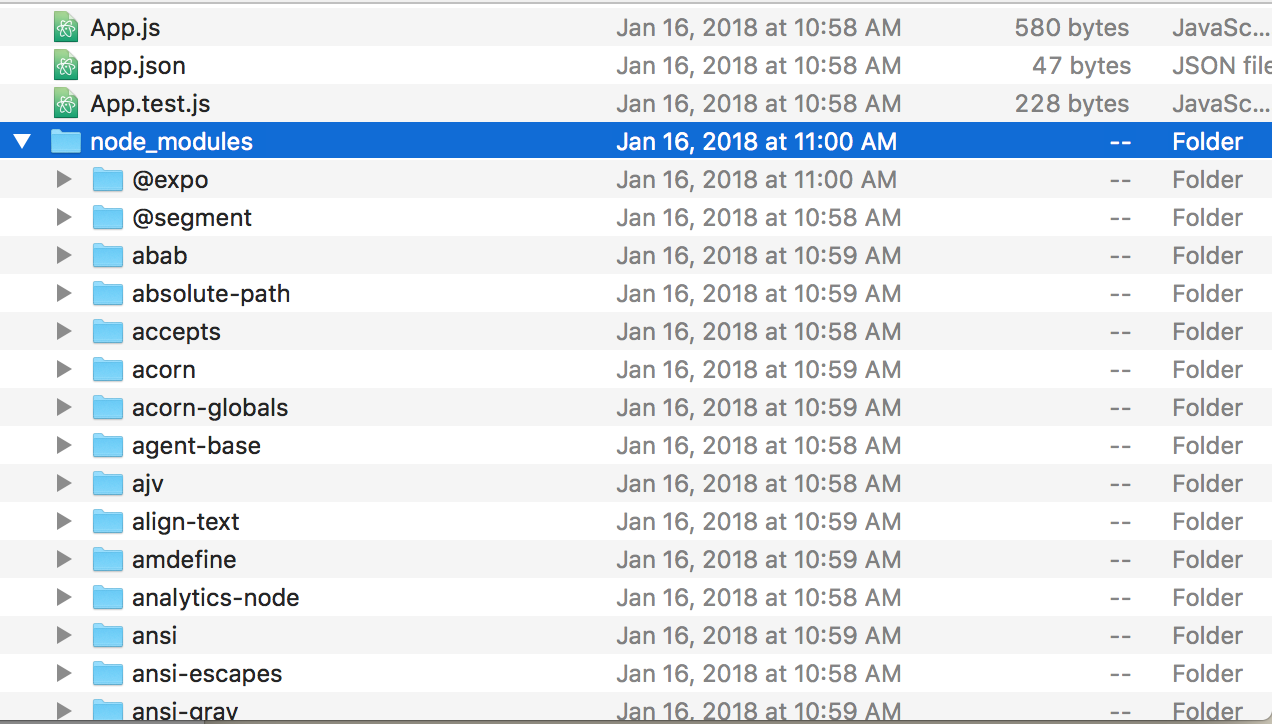 App.js Jan 16, 2018 at 10:58 AM 580 bytes JavaSc...
app.json Jan 16, 2018 at 10:58 AM 47 bytes JSON file
App.test.js Jan 16, 2018 at 10:58 AM 228 bytes JavaSc...
node_modules Jan 16, 2018 at 11:00 AM -- Folder
@expo Jan 16, 2018 at 11:00 AM -- Folder
@segment Jan 16, 2018 at 10:58 AM -- Folder
abab Jan 16, 2018 at 10:59 AM -- Folder
absolute-path Jan 16, 2018 at 10:59 AM -- Folder
accepts Jan 16, 2018 at 10:58 AM -- Folder
acorn Jan 16, 2018 at 10:59 AM -- Folder
acorn-globals Jan 16, 2018 at 10:59 AM -- Folder
agent-base Jan 16, 2018 at 10:58 AM -- Folder
ajv Jan 16, 2018 at 10:58 AM -- Folder
align-text Jan 16, 2018 at 10:59 AM -- Folder
amdefine Jan 16, 2018 at 10:59 AM -- Folder
analytics-node Jan 16, 2018 at 10:58 AM -- Folder
ansi Jan 16, 2018 at 10:59 AM -- Folder
ansi-escapes Jan 16, 2018 at 10:58 AM -- Folder
ansi-gray Jan 16, 2018 at 10:59 AM -- Folder